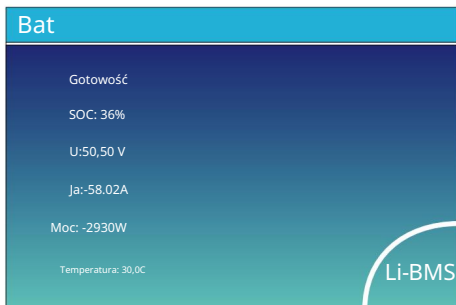 Bat
Gotowość
SOC: 36%
U:50,50 V
Ja:-58.02A
Moc: -2930W
Temperatura: 30,0C
Li-BMS